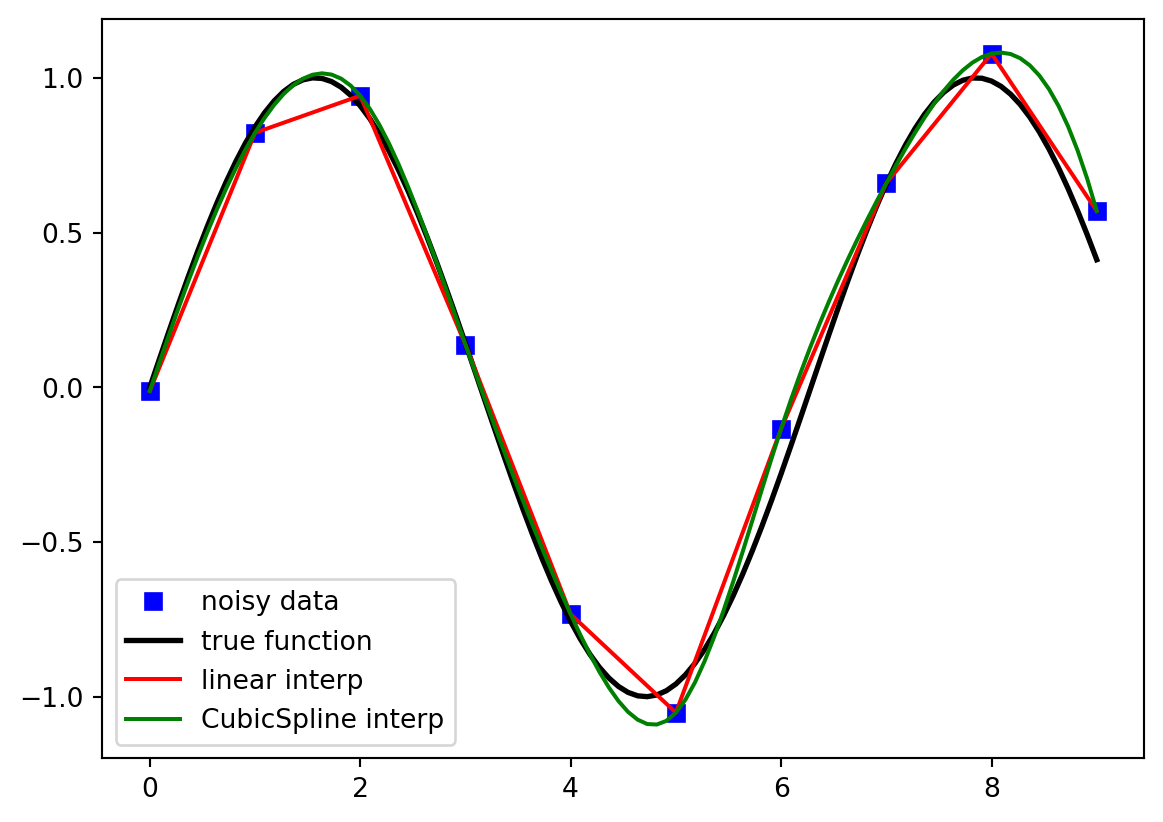 1.0
0.5
0.0
−0.5
−1.0
noisy data
true function
linear interp
CubicSpline interp
0 2 4 6 8